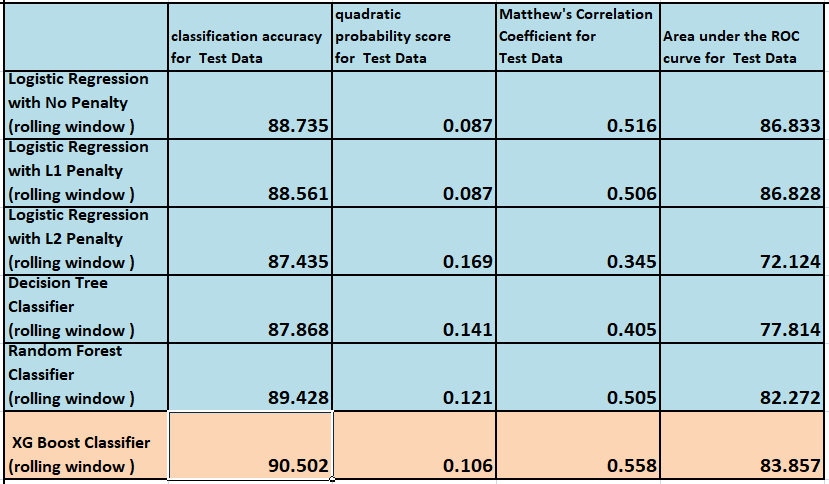 classification accuracy
for  Test Data
quadratic
probability score
for  Test Data
Matthew's Correlation
Coefficient for
Test Data
Area under the ROC
curve for  Test Data
Logistic Regression
with No Penalty
(rolling window )
88.735
0.087
0.516
86.833
Logistic Regression
with L1 Penalty
(rolling window )
88.561
0.087
0.506
86.828
Logistic Regression
with L2 Penalty
(rolling window )
87.435
0.169
0.345
72.124
Decision Tree
Classifier
(rolling window )
87.868
0.141
0.405
77.814
Random Forest
Classifier
(rolling window )
89.428
0.121
0.505
82.272
XG Boost Classifier
(rolling window )
90.502
0.106
0.558
83.857